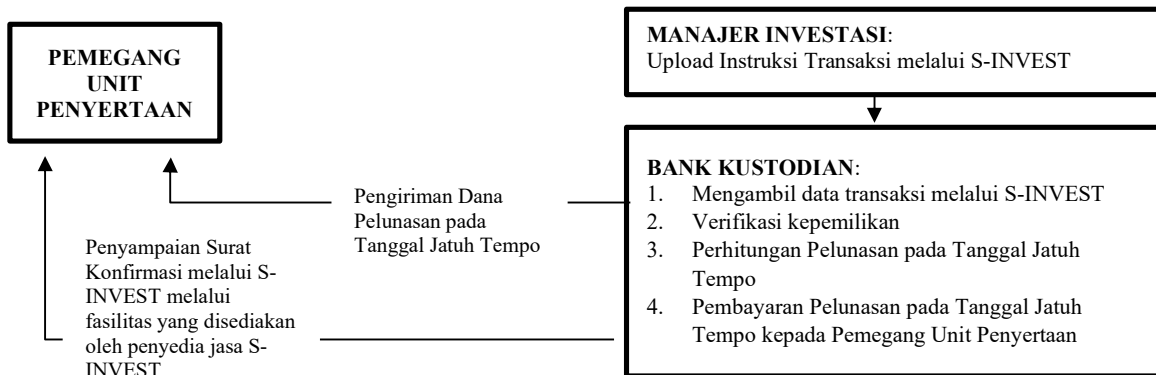 PEMEGANG
UNIT
PENYERTAAN
MANAJER INVESTASI:
Upload Instruksi Transaksi melalui S-INVEST
BANK KUSTODIAN:
1. Mengambil data transaksi melalui S-INVEST
2. Verifikasi kepemilikan
3. Perhitungan Pelunasan pada Tanggal Jatuh
Tempo
4. Pembayaran Pelunasan pada Tanggal Jatuh
Tempo kepada Pemegang Unit Penyertaan
Pengiriman Dana
Pelunasan pada
Tanggal Jatuh Tempo
Penyampaian Surat
Konfirmasi melalui S-
INVEST melalui
fasilitas yang disediakan
oleh penyedia jasa S-
INVEST